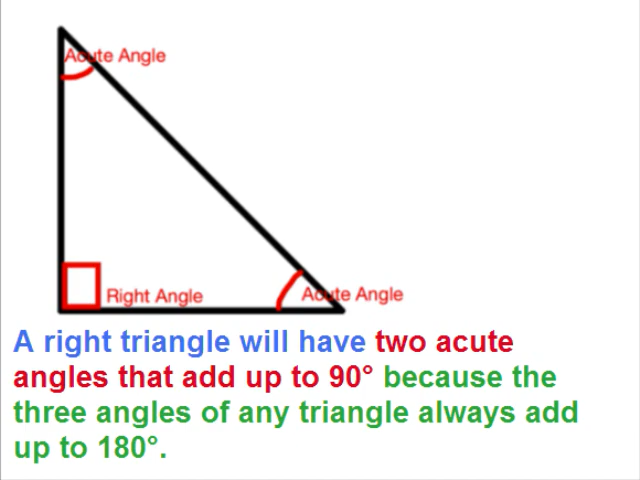 Acute Angle
Right Angle
Acute Angle
A right triangle will have two acute
angles that add up to 90° because the
three angles of any triangle always add
up to 180°.